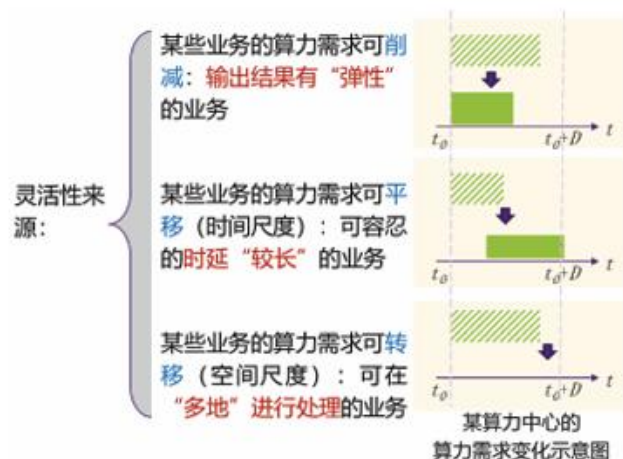 某些业务的算力需求可削
减：输出结果有“弹性”
的业务
t₀
t₀+D
t
灵活性来
源：
某些业务的算力需求可平
移（时间尺度）：可容忍
的时延“较长”的业务
t₀
t₀+D
t
某些业务的算力需求可转
移（空间尺度）：可在
“多地”进行处理的业务
t₀
t₀+D
t
某算力中心的
算力需求变化示意图